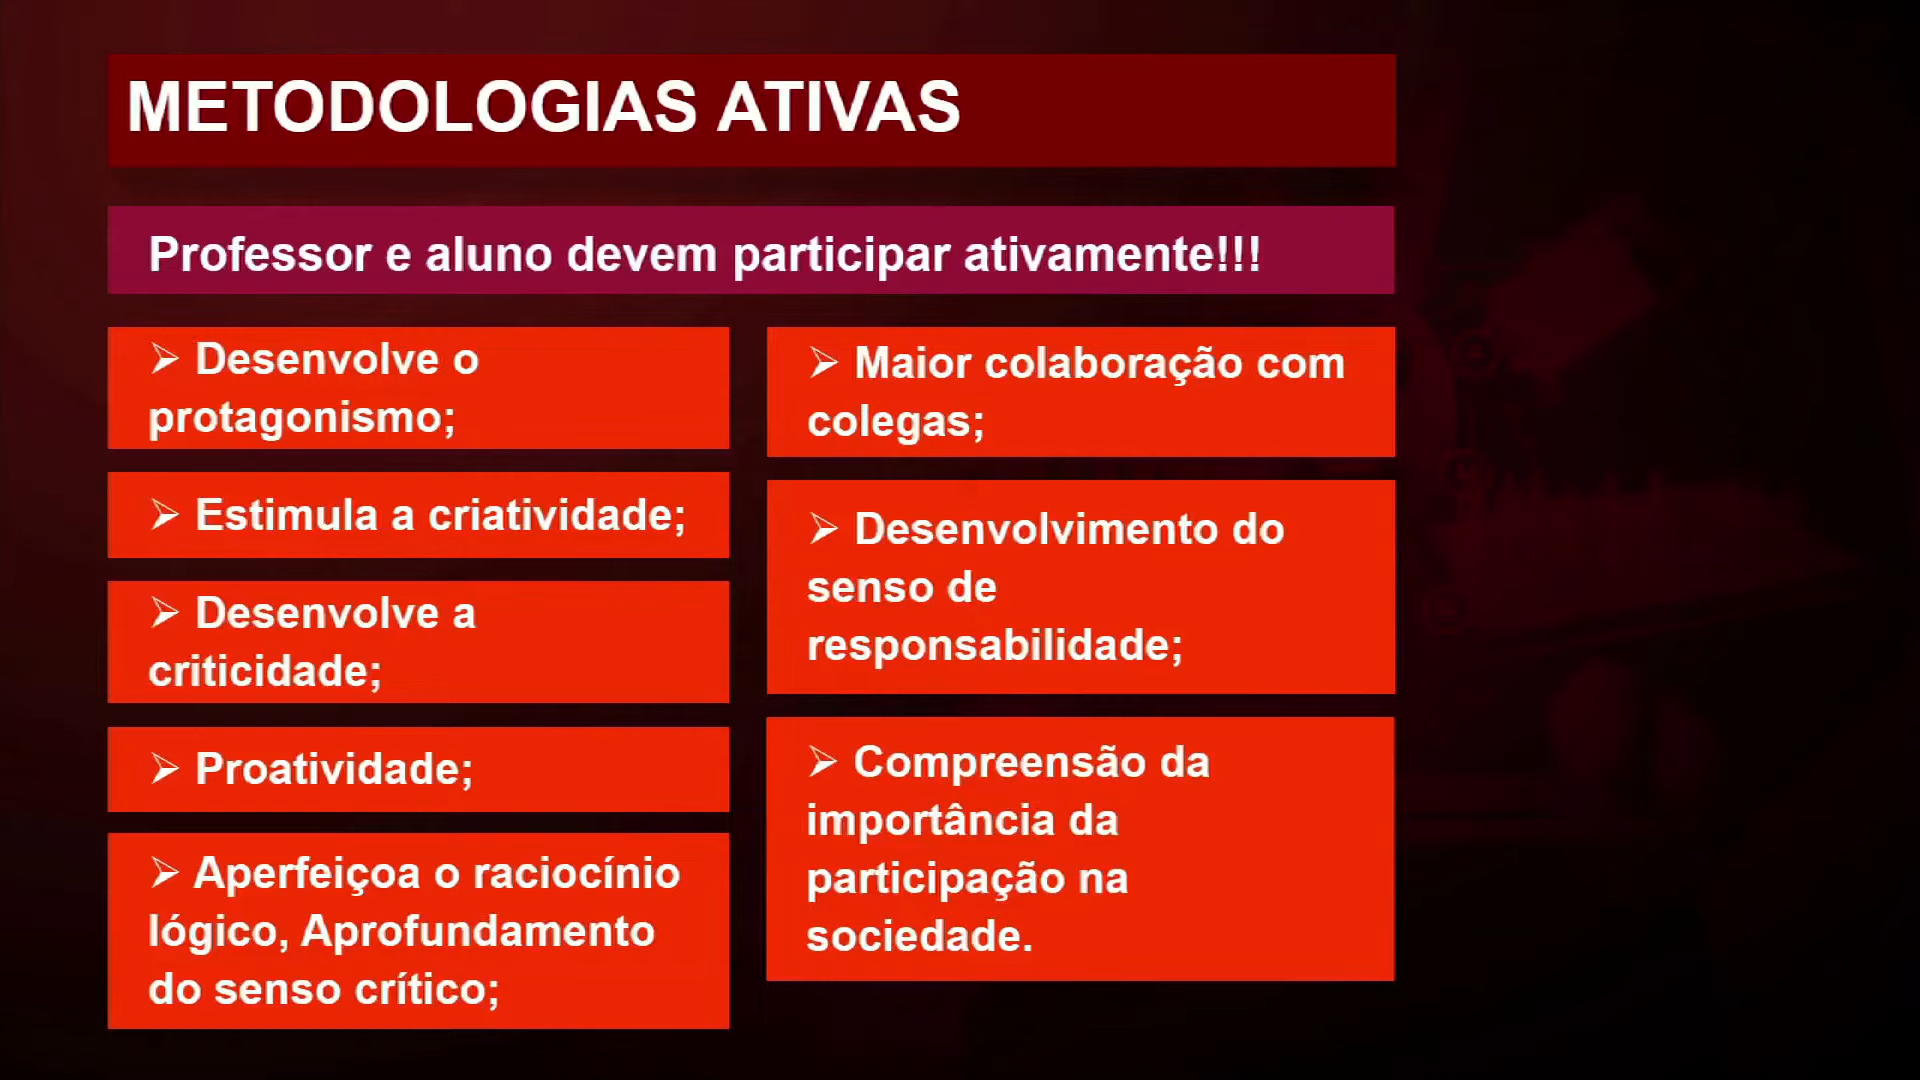 METODOLOGIAS ATIVAS
Professor e aluno devem participar ativamente!!!
➢ Desenvolve o
protagonismo;
➢ Estimula a criatividade;
➢ Desenvolve a
criticidade;
➢ Proatividade;
➢ Aperfeiçoa o raciocínio
lógico, Aprofundamento
do senso crítico;
➢ Maior colaboração com
colegas;
➢ Desenvolvimento do
senso de
responsabilidade;
➢ Compreensão da
importância da
participação na
sociedade.